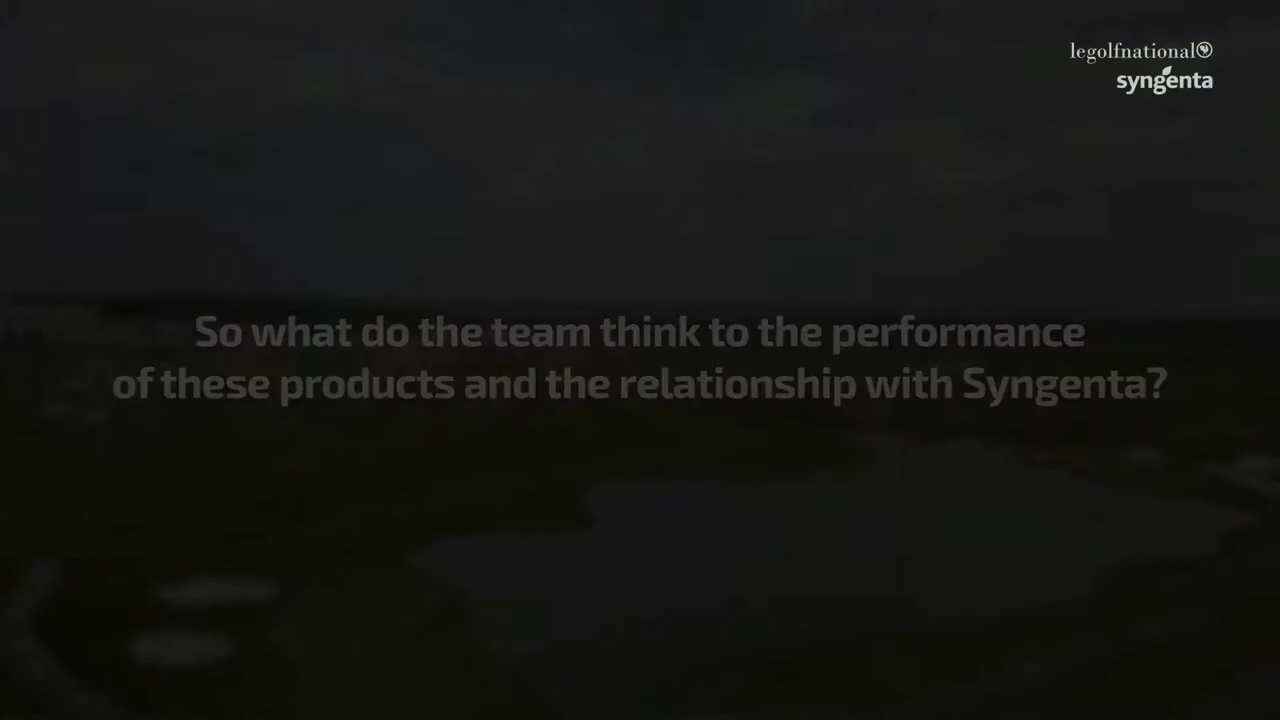 legolfnational
syngenta
So what do the team think to the performance
of these products and the relationship with Syngenta?